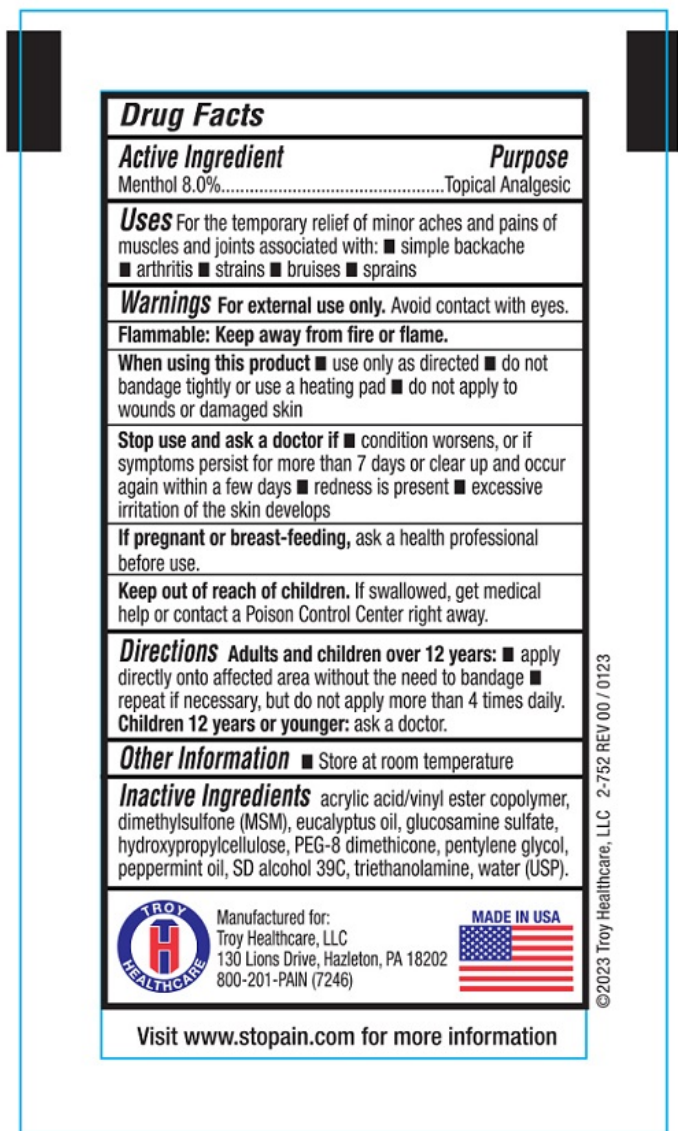 Drug Facts
Active Ingredient Purpose
Menthol 8.0%...............................................Topical Analgesic
Uses For the temporary relief of minor aches and pains of
muscles and joints associated with: ■ simple backache
■ arthritis ■ strains ■ bruises ■ sprains
Warnings For external use only. Avoid contact with eyes.
Flammable: Keep away from fire or flame.
When using this product ■ use only as directed ■ do not
bandage tightly or use a heating pad ■ do not apply to
wounds or damaged skin
Stop use and ask a doctor if ■ condition worsens, or if
symptoms persist for more than 7 days or clear up and occur
again within a few days ■ redness is present ■ excessive
irritation of the skin develops
If pregnant or breast-feeding, ask a health professional
before use.
Keep out of reach of children. If swallowed, get medical
help or contact a Poison Control Center right away.
Directions Adults and children over 12 years: ■ apply
directly onto affected area without the need to bandage ■
repeat if necessary, but do not apply more than 4 times daily.
Children 12 years or younger: ask a doctor.
Other Information ■ Store at room temperature
Inactive Ingredients acrylic acid/vinyl ester copolymer,
dimethylsulfone (MSM), eucalyptus oil, glucosamine sulfate,
hydroxypropylcellulose, PEG-8 dimethicone, pentylene glycol,
peppermint oil, SD alcohol 39C, triethanolamine, water (USP).
TROY
TH
HEALTHCARE
Manufactured for:
Troy Healthcare, LLC
130 Lions Drive, Hazleton, PA 18202
800-201-PAIN (7246)
MADE IN USA
©2023 Troy Healthcare, LLC 2-752 REV 00 / 0123
Visit www.stopain.com for more information